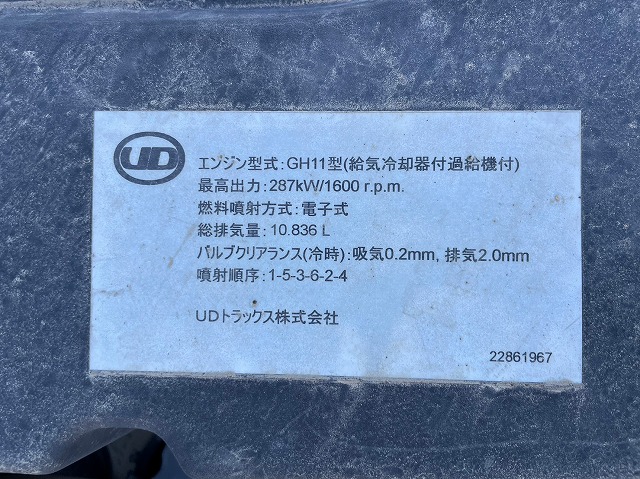 UD
エンジン型式:GH11型(給気冷却器付過給機付)
最高出力:287kW/1600 r.p.m.
燃料噴射方式:電子式
総排気量:10.836 L
バルブクリアランス(冷時):吸気0.2mm, 排気2.0mm
噴射順序:1-5-3-6-2-4
UDトラックス株式会社
22861967